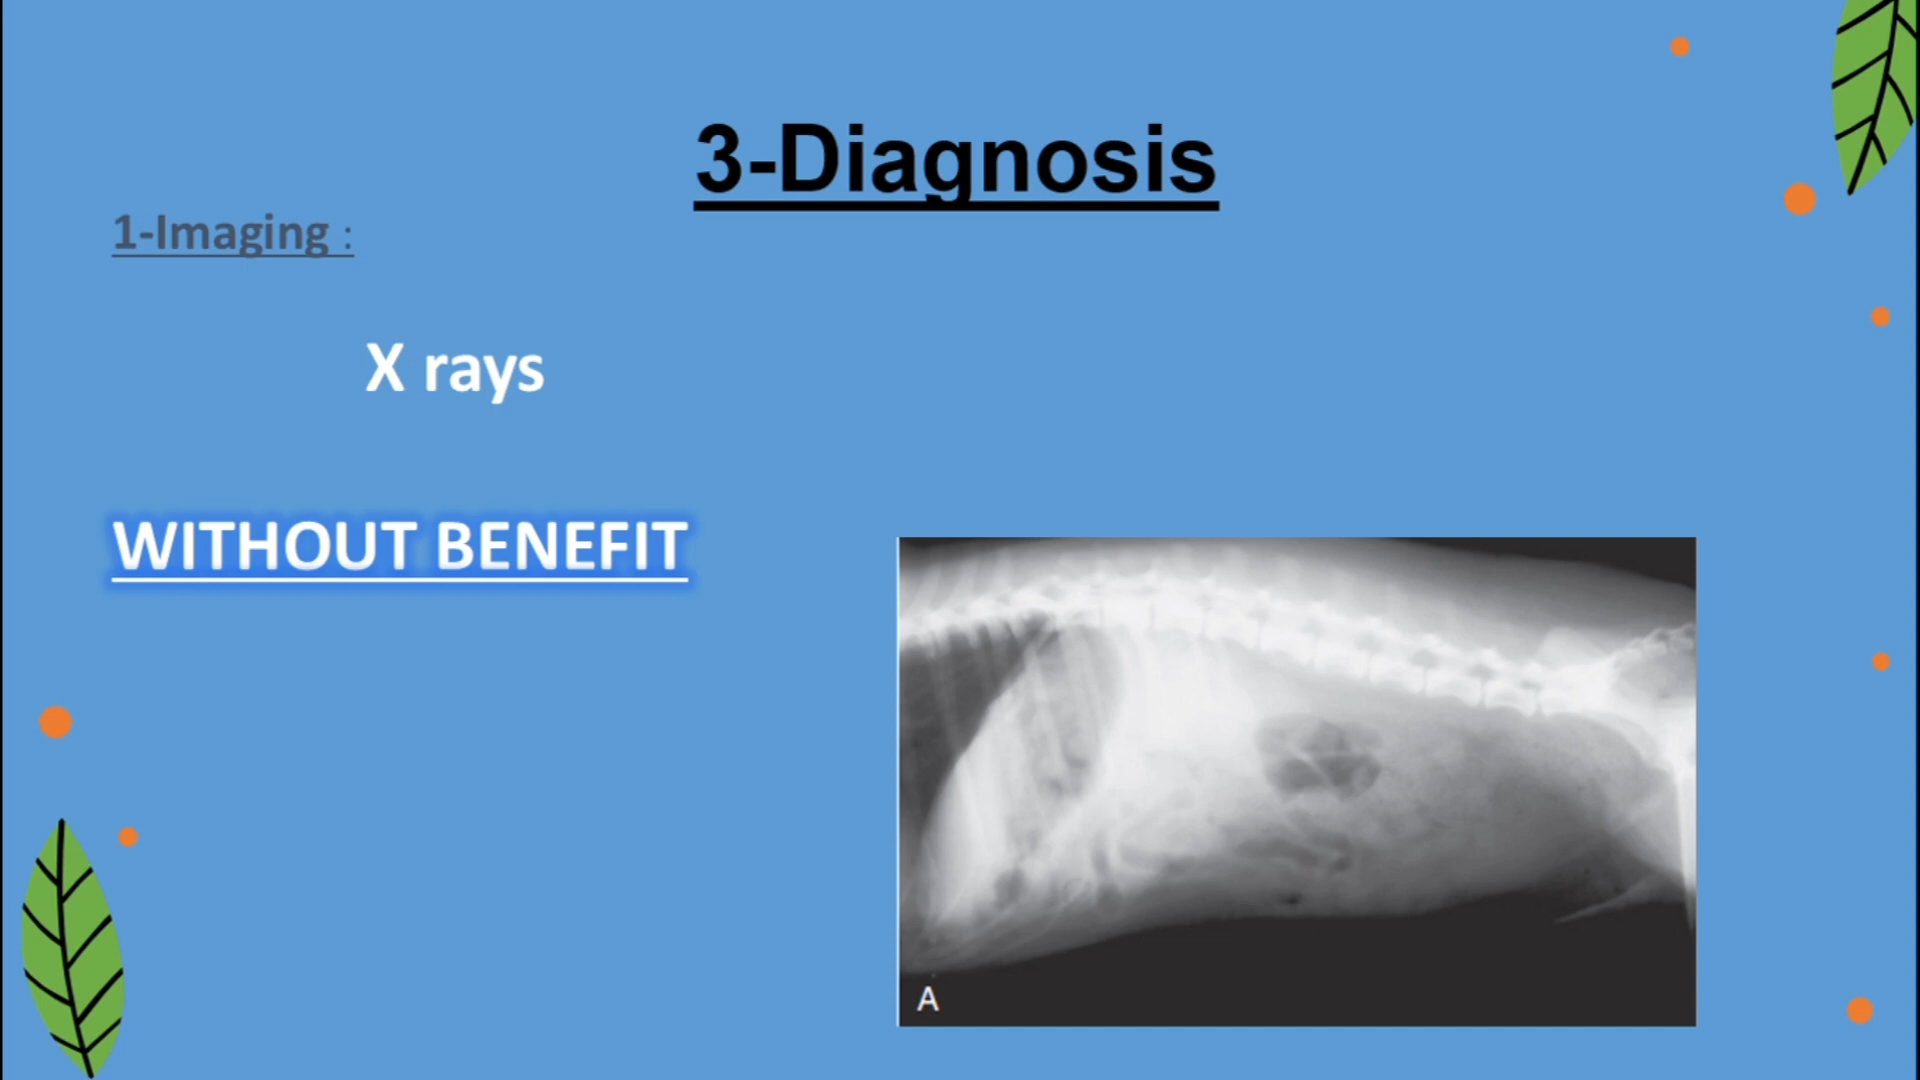 3-Diagnosis
1-Imaging :
X rays
WITHOUT BENEFIT
A